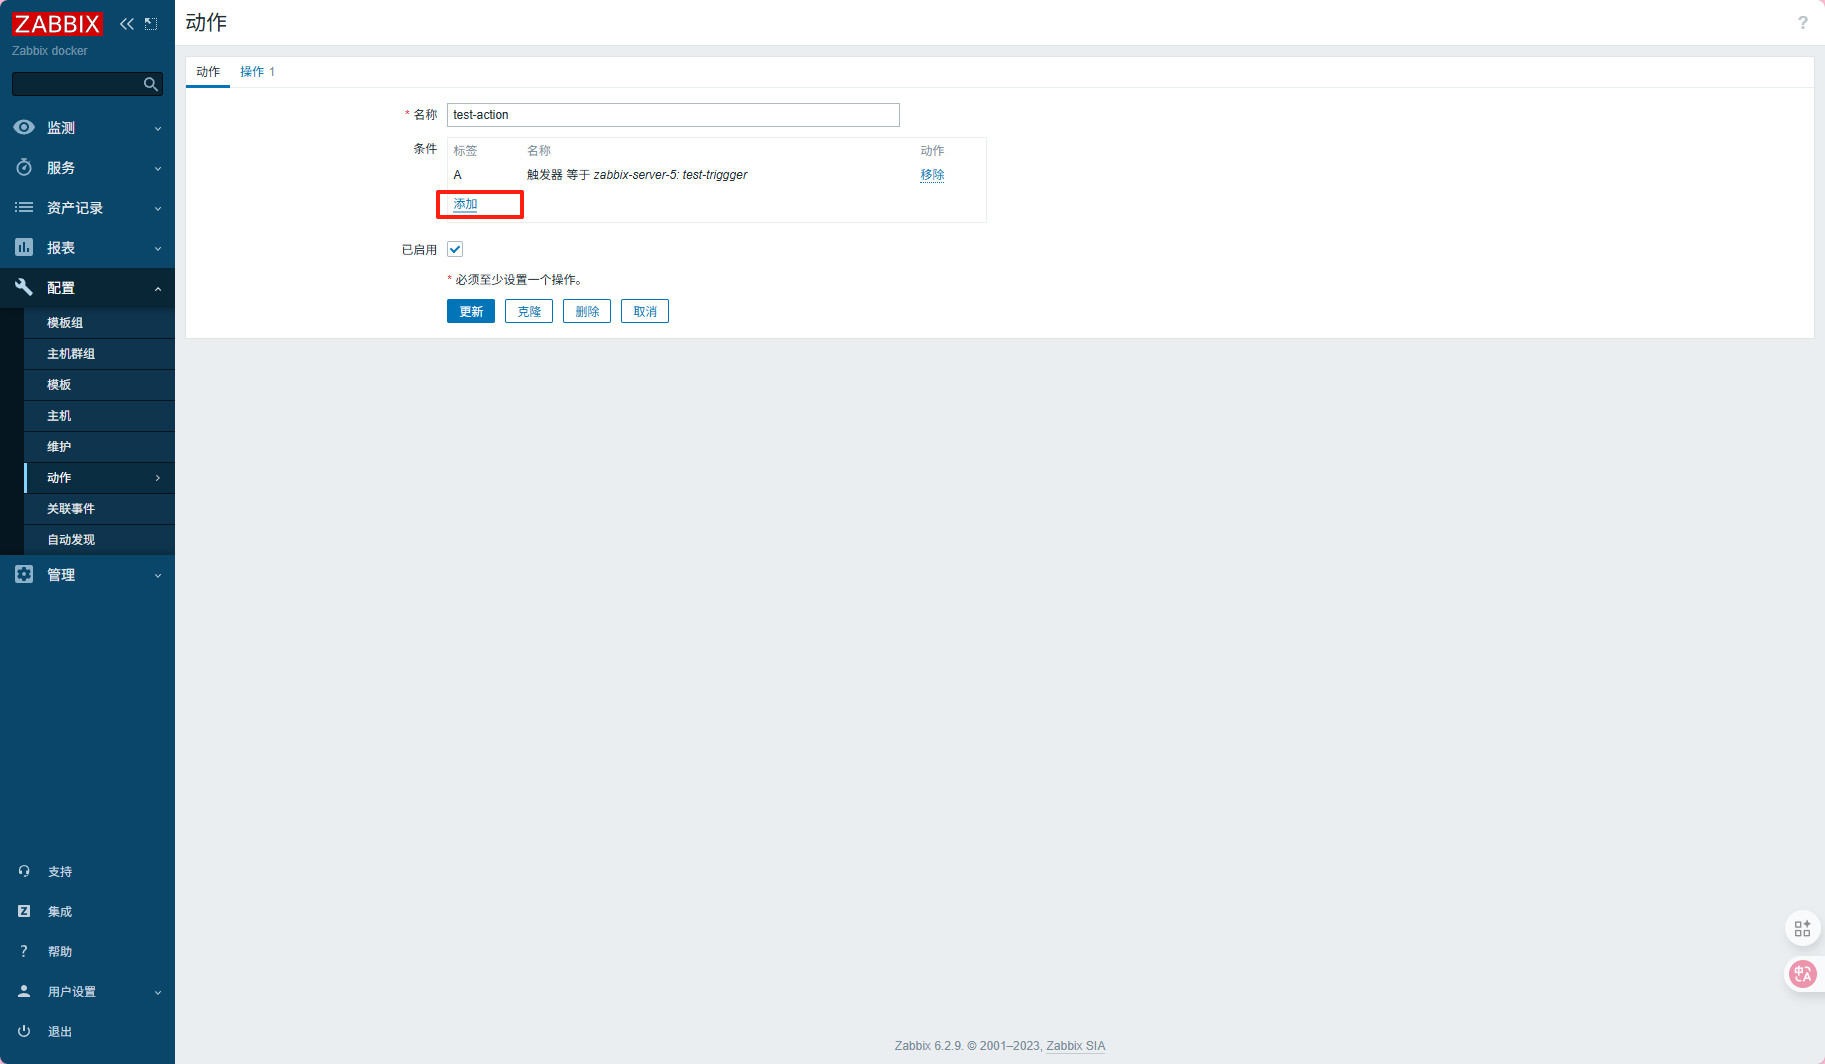 ZABBIX
Zabbix docker
监测
服务
资产记录
报表
配置
模板组
主机群组
模板
主机
维护
动作
关联事件
自动发现
管理
支持
Z 集成
? 帮助
用户设置
退出
动作
?
动作 操作 1
* 名称 test-action
条件 标签 名称 动作
A 触发器 等于 zabbix-server-5: test-triggger 移除
添加
已启用
* 必须至少设置一个操作。
更新 克隆 删除 取消
中A
Zabbix 6.2.9. © 2001–2023, Zabbix SIA